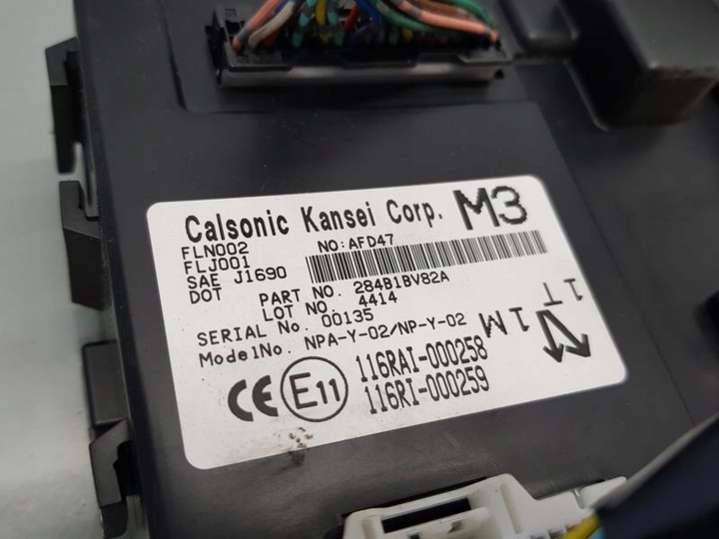 Calsonic Kansei Corp. M3
FLN002 NO:AFD47
FLJ001
SAE J1690
DOT PART NO. 284B1BV82A
LOT NO. 4414
SERIAL No. 00135
ModelNo. NPA-Y-02/NP-Y-02
1M
1T
CE E11 116RAI-000258
116RI-000259